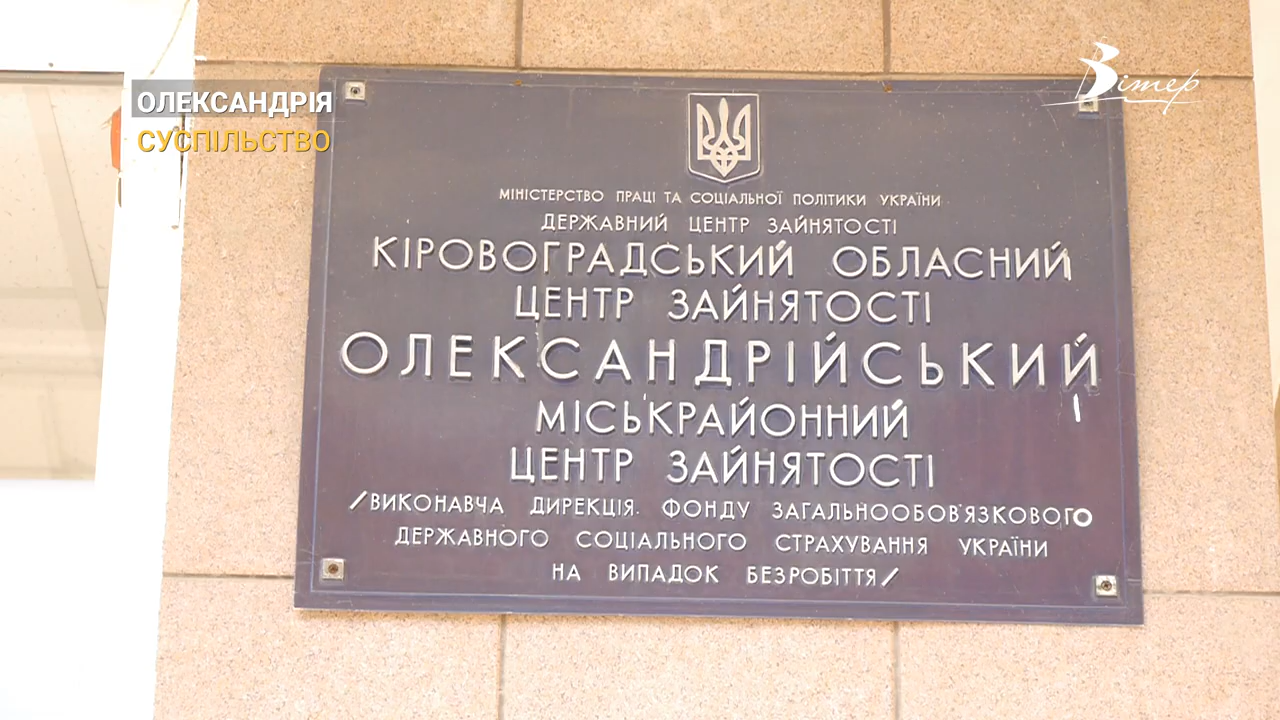 ОЛЕКСАНДРІЯ
СУСПІЛЬСТВО
Вітер
МІНІСТЕРСТВО ПРАЦІ ТА СОЦІАЛЬНОЇ ПОЛІТИКИ УКРАЇНИ
ДЕРЖАВНИЙ ЦЕНТР ЗАЙНЯТОСТІ
КІРОВОГРАДСЬКИЙ ОБЛАСНИЙ
ЦЕНТР ЗАЙНЯТОСТІ
ОЛЕКСАНДРІЙСЬКИЙ
МІСЬКРАЙОННИЙ
ЦЕНТР ЗАЙНЯТОСТІ
/ВИКОНАВЧА ДИРЕКЦІЯ ФОНДУ ЗАГАЛЬНООБОВ'ЯЗКОВОГО
ДЕРЖАВНОГО СОЦІАЛЬНОГО СТРАХУВАННЯ УКРАЇНИ
НА ВИПАДОК БЕЗРОБІТТЯ/